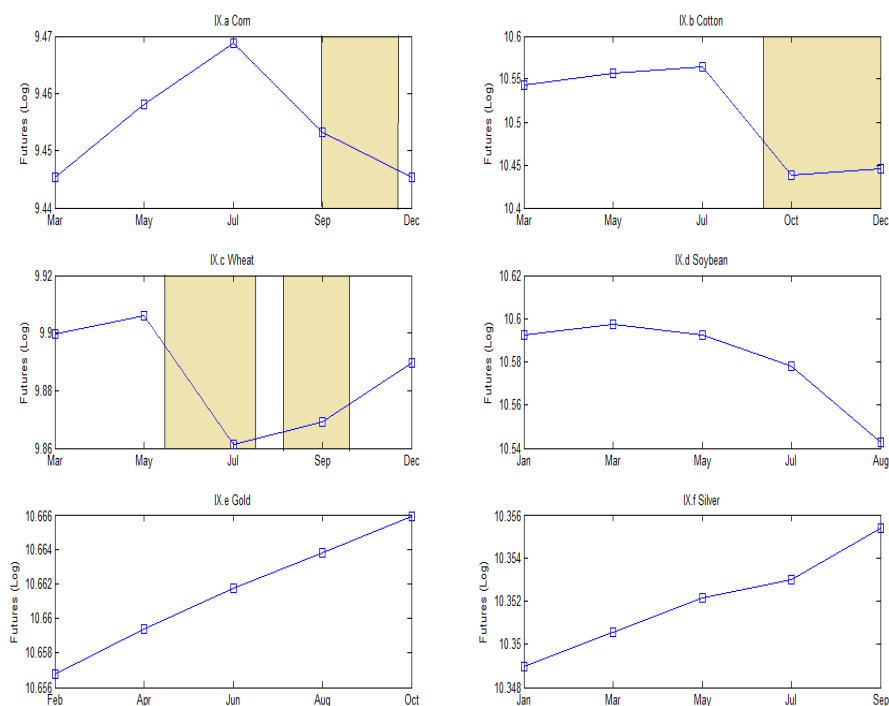 IX.a Corn
Futures (Log)
9.47
9.46
9.45
9.44
Mar May Jul Sep Dec
IX.b Cotton
10.6
10.55
10.5
10.45
10.4
Mar May Jul Oct Dec
IX.c Wheat
Futures (Log)
9.92
9.9
9.88
9.86
Mar May Jul Sep Dec
IX.d Soybean
10.62
10.6
10.58
10.56
10.54
Jan Mar May Jul Aug
IX.e Gold
Futures (Log)
10.666
10.664
10.662
10.66
10.656
10.656
Feb Apr Jun Aug Oct
IX.f Silver
Futures (Log)
10.356
10.354
10.352
10.35
10.348
Jan Mar May Jul Sep